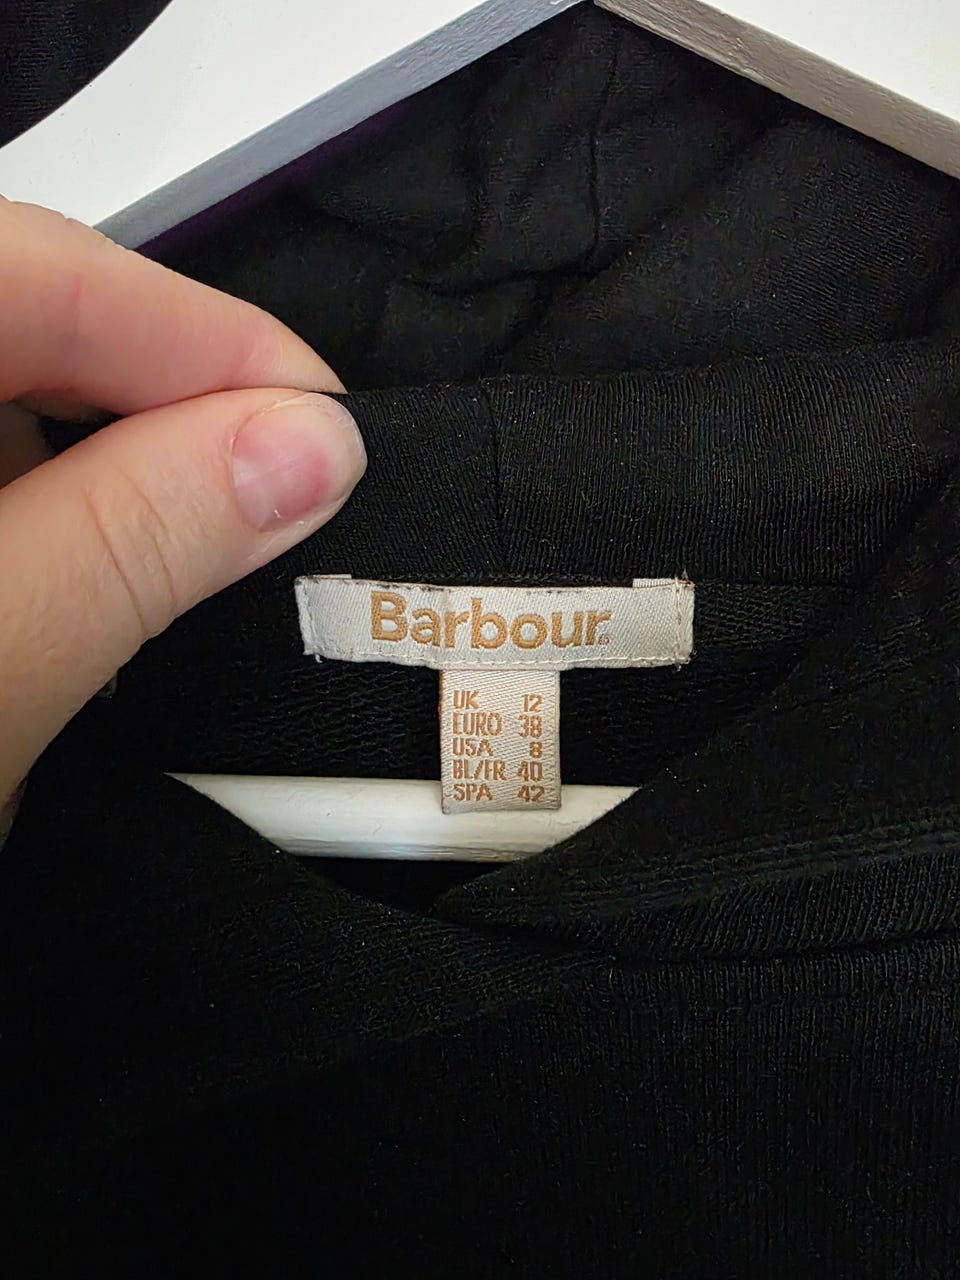 Barbour
UK 12
EURO 38
USA 8
BL/FR 40
SPA 42